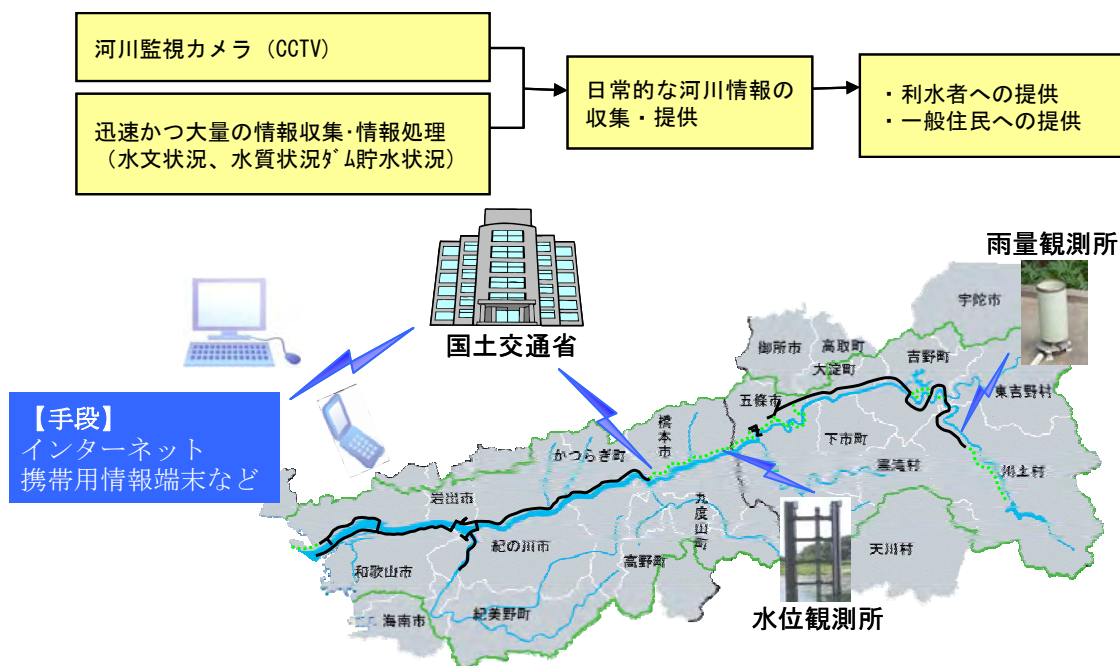 河川監視カメラ（CCTV）
迅速かつ大量の情報収集・情報処理
（水文状況、水質状況ﾀﾞﾑ貯水状況）
日常的な河川情報の
収集・提供
・利水者への提供
・一般住民への提供
雨量観測所
国土交通省
【手段】
インターネット
携帯用情報端末など
宇陀市
御所市
高取町
吉野町
大淀町
東吉野村
五條市
橋本市
下市町
かつらぎ町
黒滝村
川上村
岩出市
九度山町
紀の川市
天川村
高野町
和歌山市
紀美野町
海南市
水位観測所